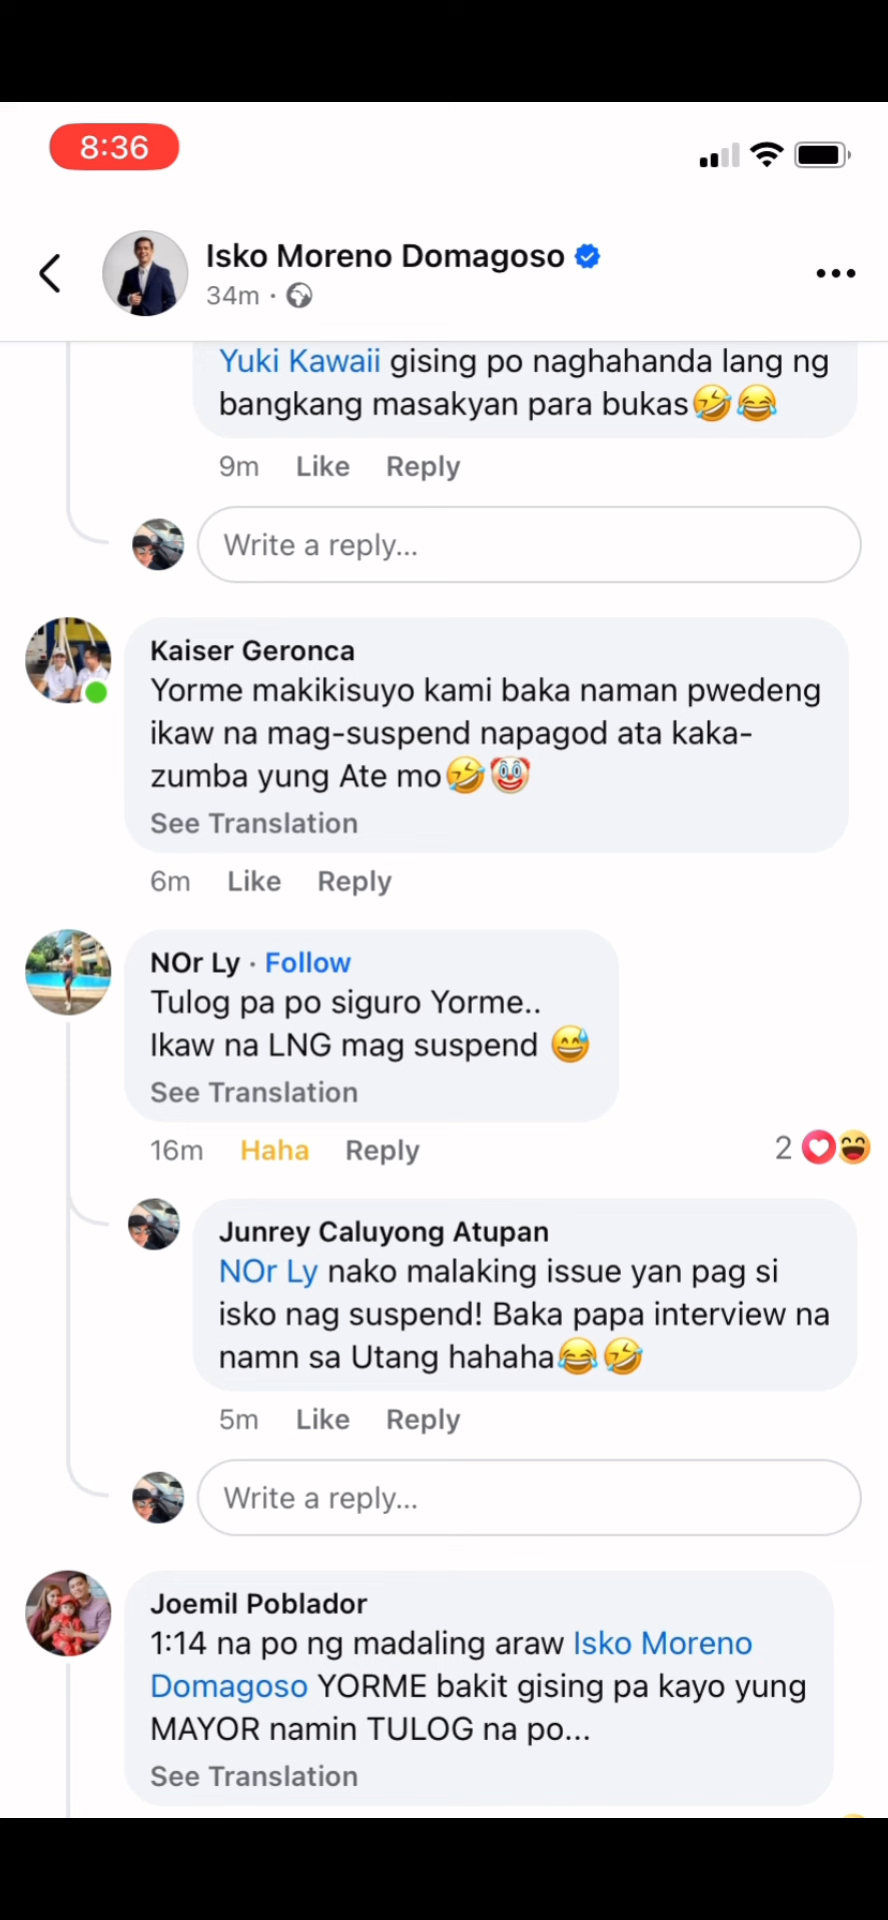 8:36
Isko Moreno Domagoso
34m ·
Yuki Kawaii gising po naghahanda lang ng
bangkang masakyan para bukas🤣😂
9m Like Reply
Write a reply...
Kaiser Geronca
Yorme makikisuyo kami baka naman pwedeng
ikaw na mag-suspend napagod ata kaka-
zumba yung Ate mo🤣🤡
See Translation
6m Like Reply
NOr Ly · Follow
Tulog pa po siguro Yorme..
Ikaw na LNG mag suspend 😅
See Translation
16m Haha Reply 2
Junrey Caluyong Atupan
NOr Ly nako malaking issue yan pag si
isko nag suspend! Baka papa interview na
namn sa Utang hahaha😂🤣
5m Like Reply
Write a reply...
Joemil Poblador
1:14 na po ng madaling araw Isko Moreno
Domagoso YORME bakit gising pa kayo yung
MAYOR namin TULOG na po...
See Translation